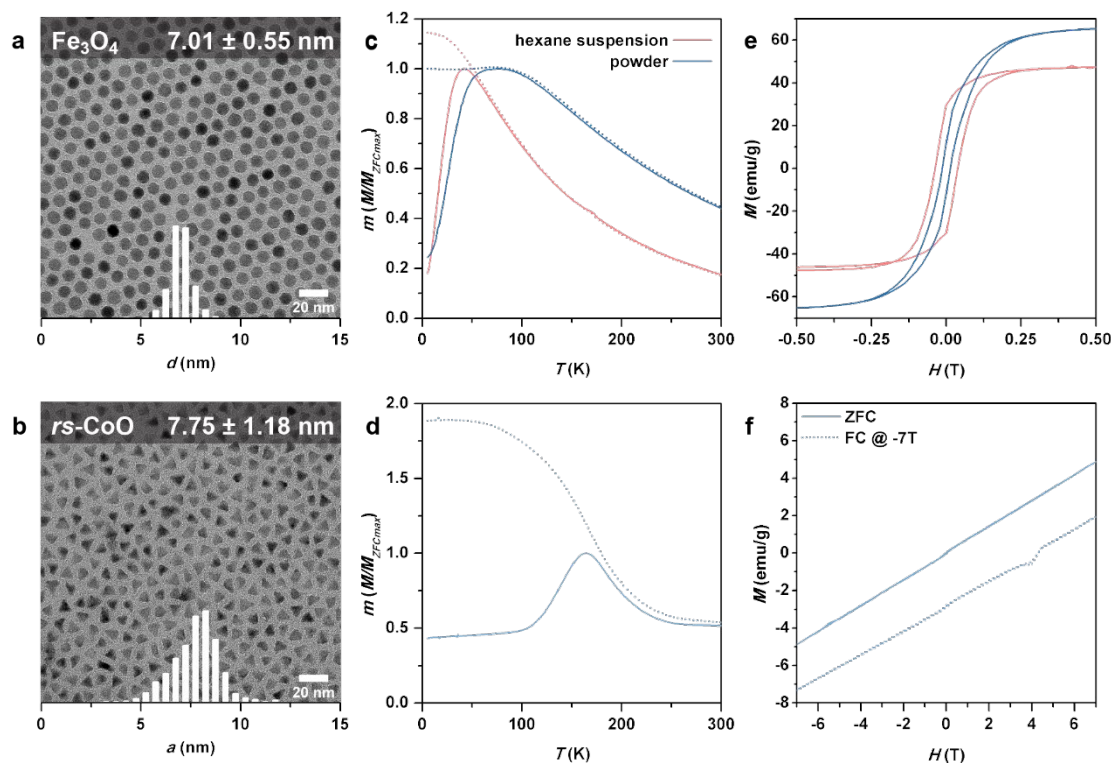 a
Fe₃O₄ 7.01 ± 0.55 nm
20 nm
0 5 10 15
d (nm)
c
hexane suspension
powder
1.2
1.0
0.8
0.6
0.4
0.2
0.0
m (M/M_ZFCmax)
0 100 200 300
T (K)
e
60
40
20
0
-20
-40
-60
M (emu/g)
-0.50 -0.25 0.00 0.25 0.50
H (T)
b
rs-CoO 7.75 ± 1.18 nm
20 nm
0 5 10 15
a (nm)
d
2.0
1.5
1.0
0.5
0.0
m (M/M_ZFCmax)
0 100 200 300
T (K)
f
ZFC
FC @ -7T
8
6
4
2
0
-2
-4
-6
-8
M (emu/g)
-6 -4 -2 0 2 4 6
H (T)